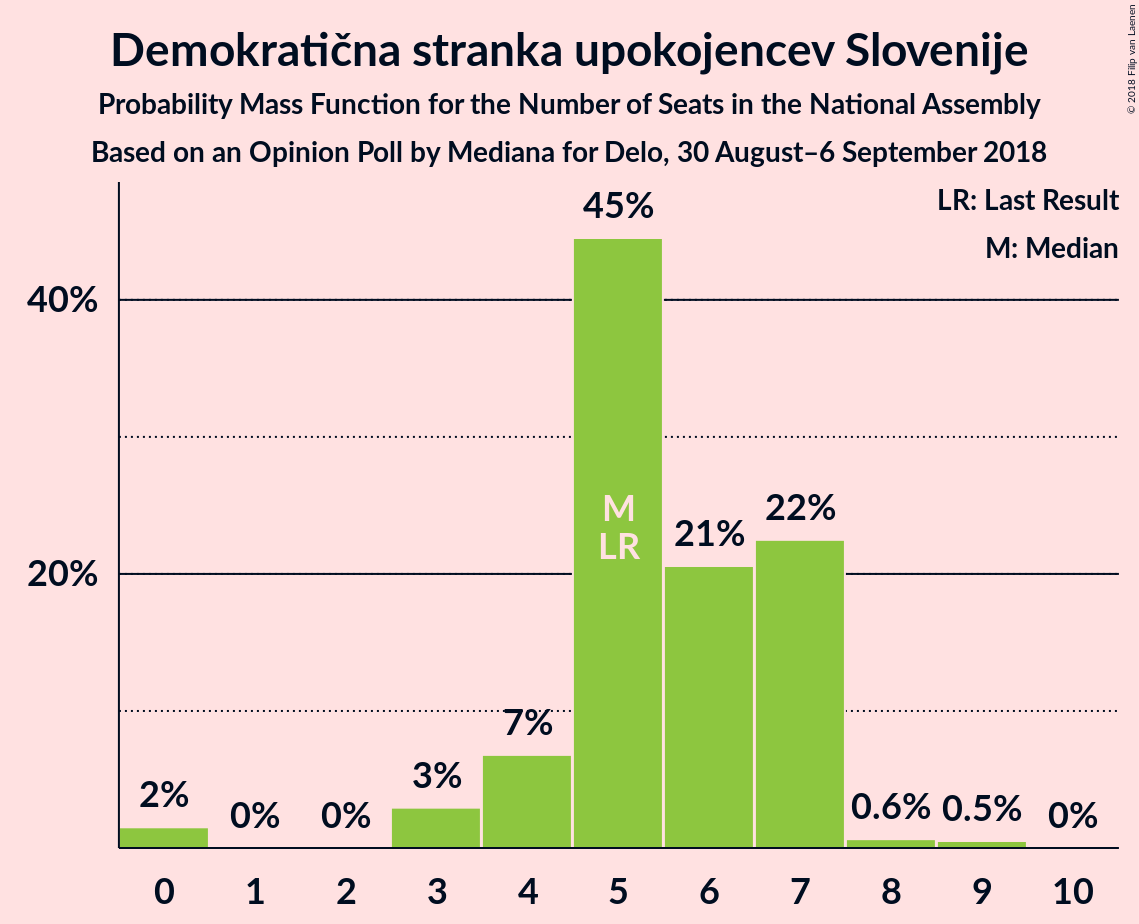 Demokratična stranka upokojencev Slovenije
Probability Mass Function for the Number of Seats in the National Assembly
Based on an Opinion Poll by Mediana for Delo, 30 August–6 September 2018
© 2018 Filip van Laenen
LR: Last Result
M: Median
40%
20%
2%
0%
0%
3%
7%
45%
M
LR
21%
22%
0.6%
0.5%
0%
0 1 2 3 4 5 6 7 8 9 10